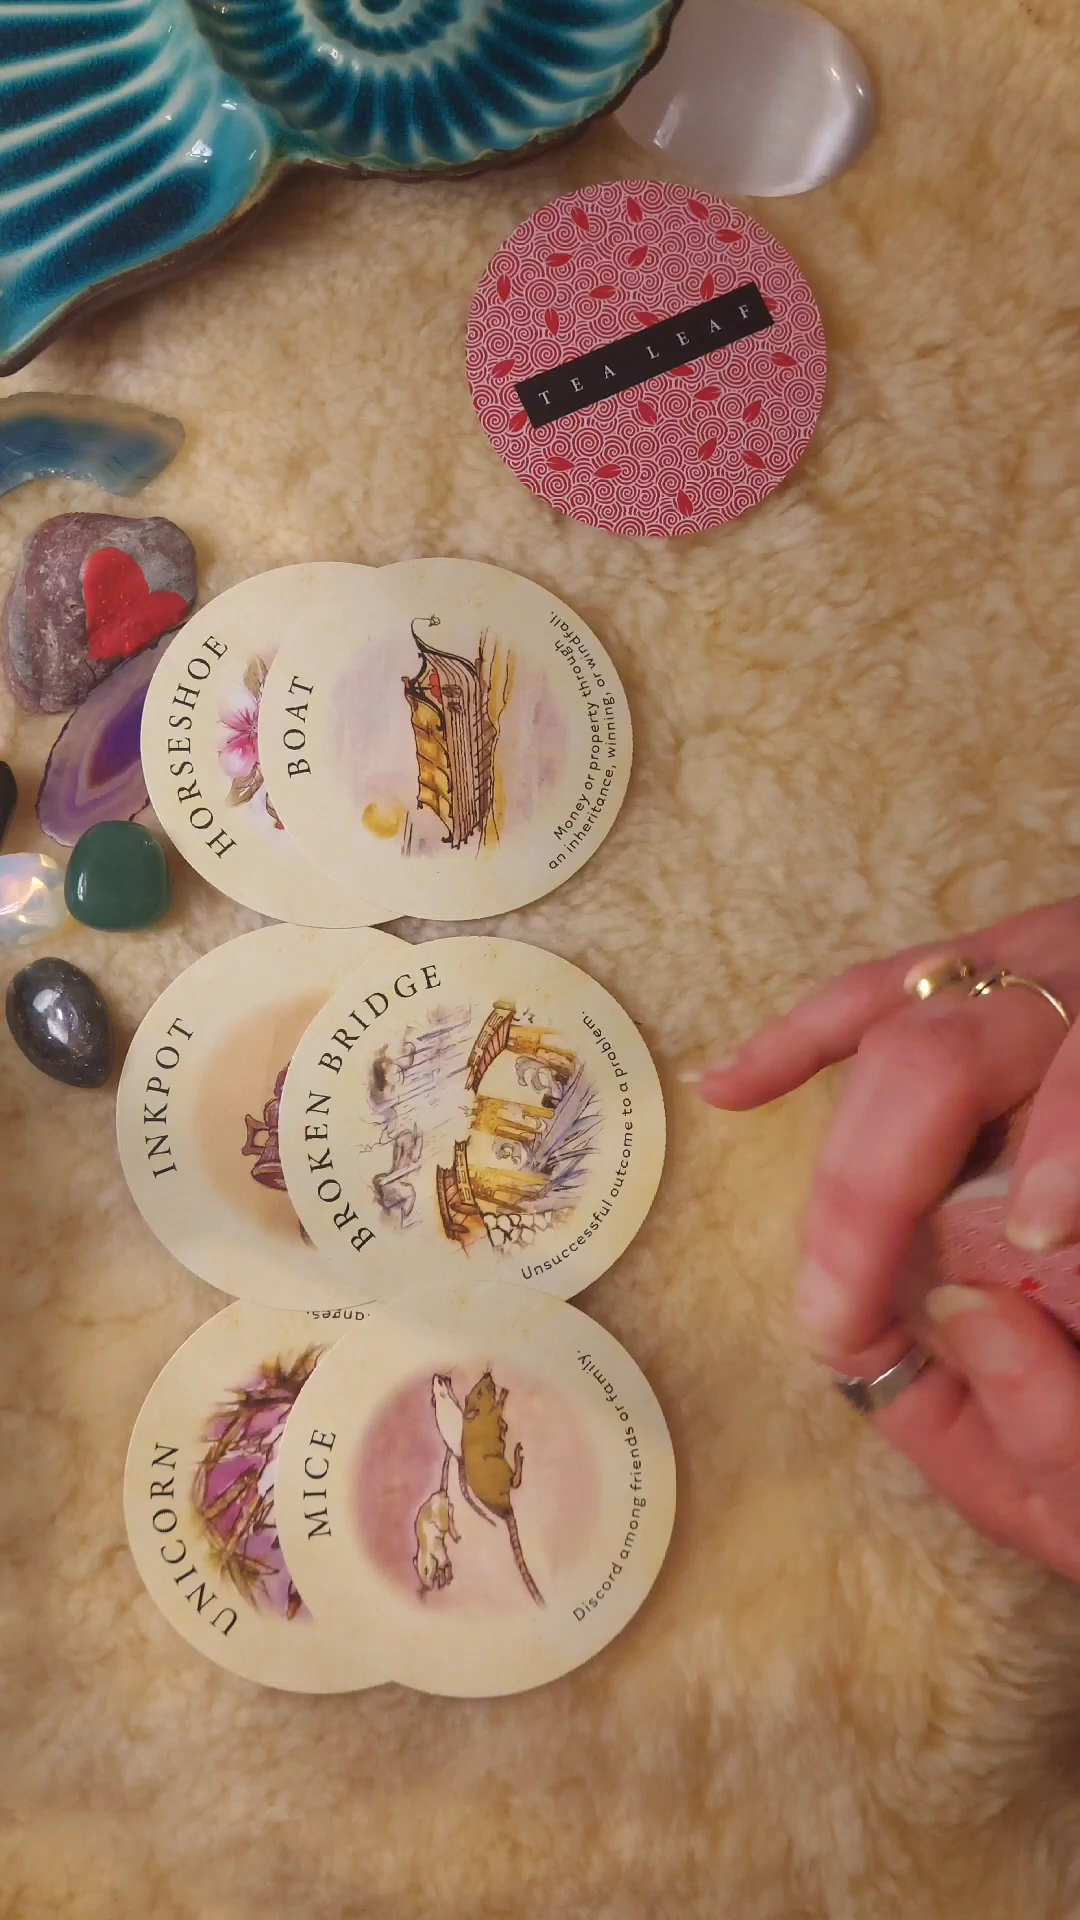 TEA LEAF
HORSESHOE
BOAT
Money or property through
an inheritance, winning, or windfall.
INKPOT
BROKEN BRIDGE
Unsuccessful outcome to a problem.
anges.
UNICORN
MICE
Discord among friends or family.